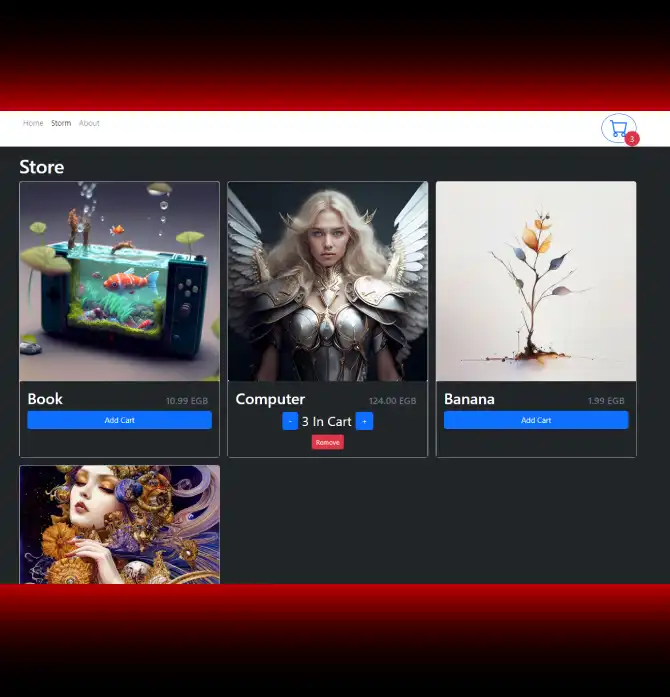 Home Storm About
3
Store
Book 10.99 EGB
Add Cart
Computer 124.00 EGB
- 3 In Cart +
Remove
Banana 1.99 EGB
Add Cart